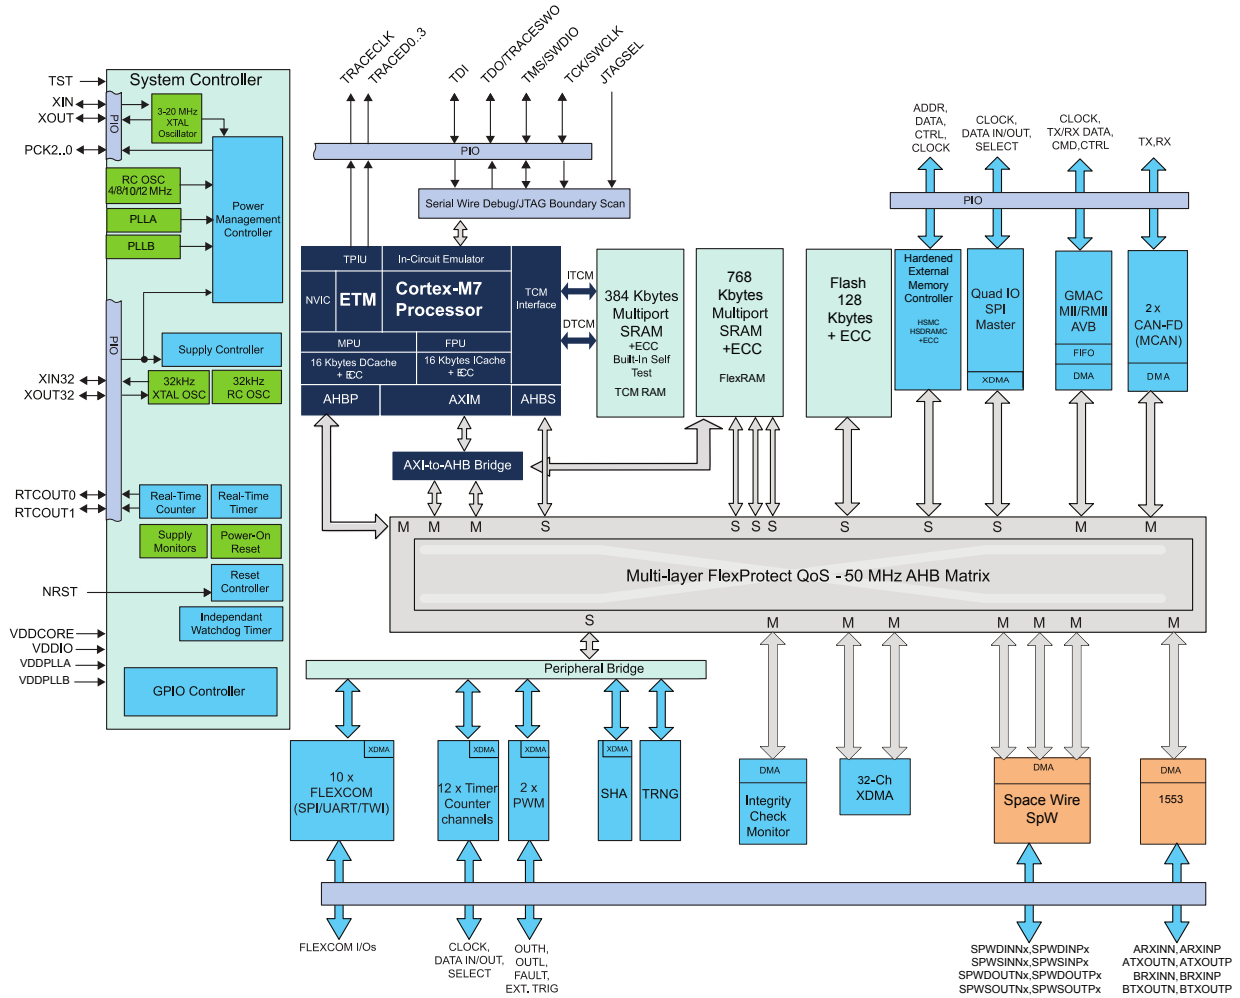 TRACECLK
TRACED0..3
TDI
TDO/TRACESWO
TMS/SWDIO
TCK/SWCLK
JTAGSEL
System Controller
TST
XIN
XOUT
PCK2..0
PIO
3-20 MHz
XTAL
Oscillator
RC OSC
4/8/10/12 MHz
PLLA
PLLB
Power
Management
Controller
PIO
Supply Controller
XIN32
XOUT32
32kHz
XTAL OSC
32kHz
RC OSC
RTCOUT0
RTCOUT1
Real-Time
Counter
Real-Time
Timer
Supply
Monitors
Power-On
Reset
NRST
Reset
Controller
Independant
Watchdog Timer
VDDCORE
VDDIO
VDDPLLA
VDDPLLB
GPIO Controller
PIO
Serial Wire Debug/JTAG Boundary Scan
TPIU
In-Circuit Emulator
NVIC
ETM
Cortex-M7
Processor
TCM
Interface
MPU
FPU
16 Kbytes DCache
+ ECC
16 Kbytes ICache
+ ECC
AHBP
AXIM
AHBS
ITCM
DTCM
384 Kbytes
Multiport
SRAM
+ECC
Built-In Self
Test
TCM RAM
768
Kbytes
Multiport
SRAM
+ECC
FlexRAM
Flash
128
Kbytes
+ ECC
ADDR,
DATA,
CTRL,
CLOCK
CLOCK,
DATA IN/OUT,
SELECT
CLOCK,
TX/RX DATA,
CMD,CTRL
TX,RX
PIO
Hardened
External
Memory
Controller
HSMC
HSDRAMC
+ECC
Quad IO
SPI
Master
XDMA
GMAC
MII/RMII
AVB
FIFO
DMA
2 x
CAN-FD
(MCAN)
DMA
AXI-to-AHB Bridge
M M M S S S S S S S M M
Multi-layer FlexProtect QoS - 50 MHz AHB Matrix
S M M M M M M M
Peripheral Bridge
XDMA
10 x
FLEXCOM
(SPI/UART/TWI)
XDMA
12 x Timer
Counter
channels
XDMA
2 x
PWM
XDMA
SHA
TRNG
DMA
Integrity
Check
Monitor
32-Ch
XDMA
DMA
Space Wire
SpW
DMA
1553
FLEXCOM I/Os
CLOCK,
DATA IN/OUT,
SELECT
OUTH,
OUTL,
FAULT,
EXT. TRIG
SPWDINNx,SPWDINPx
SPWSINNx,SPWSINPx
SPWDOUTNx,SPWDOUTPx
SPWSOUTNx,SPWSOUTPx
ARXINN, ARXINP
ATXOUTN, ATXOUTP
BRXINN, BRXINP
BTXOUTN, BTXOUTP